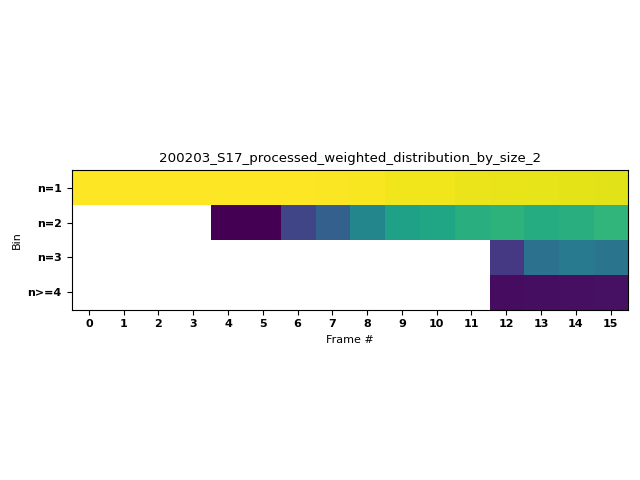 200203_S17_processed_weighted_distribution_by_size_2
n=1
n=2
n=3
n>=4
Bin
0 1 2 3 4 5 6 7 8 9 10 11 12 13 14 15
Frame #